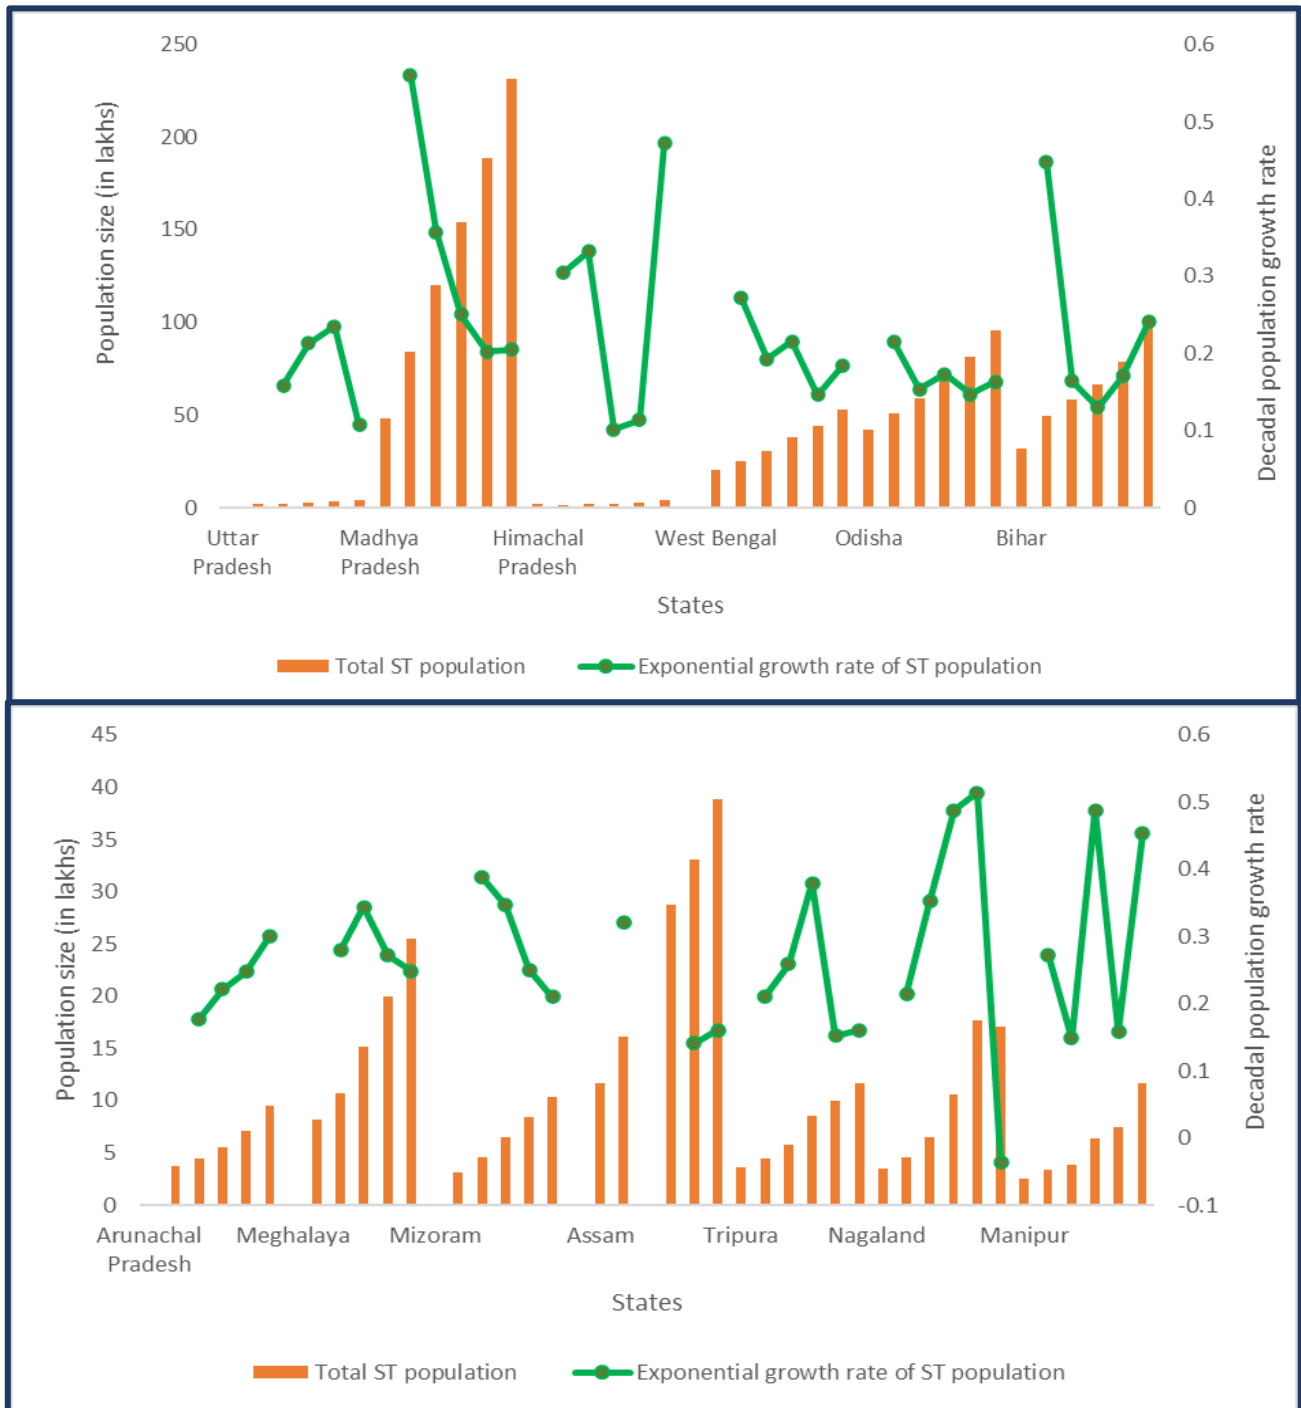 250
200
150
100
50
0
Population size (in lakhs)
0.6
0.5
0.4
0.3
0.2
0.1
0
Decadal population growth rate
Uttar
Pradesh
Madhya
Pradesh
Himachal
Pradesh
West Bengal
Odisha
Bihar
States
Total ST population
Exponential growth rate of ST population
45
40
35
30
25
20
15
10
5
0
Population size (in lakhs)
0.6
0.5
0.4
0.3
0.2
0.1
0
-0.1
Decadal population growth rate
Arunachal
Pradesh
Meghalaya
Mizoram
Assam
Tripura
Nagaland
Manipur
States
Total ST population
Exponential growth rate of ST population